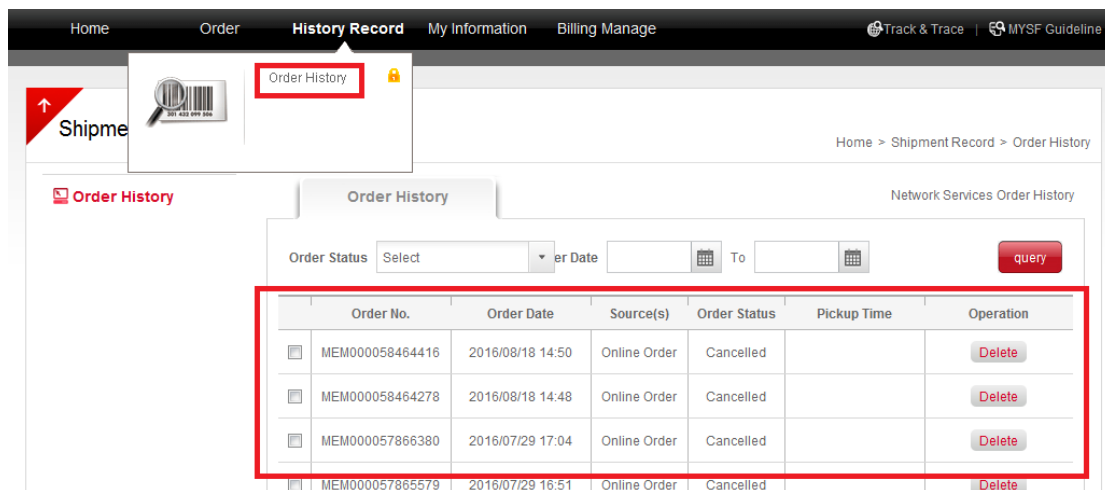 Home Order History Record My Information Billing Manage Track & Trace | MYSF Guideline
Order History
301 433 099 506
Shipme
Home > Shipment Record > Order History
Order History
Order History
Network Services Order History
Order Status Select er Date To query
Order No. Order Date Source(s) Order Status Pickup Time Operation
MEM000058464416 2016/08/18 14:50 Online Order Cancelled Delete
MEM000058464278 2016/08/18 14:48 Online Order Cancelled Delete
MEM000057866380 2016/07/29 17:04 Online Order Cancelled Delete
MEM000057865579 2016/07/29 16:51 Online Order Cancelled Delete